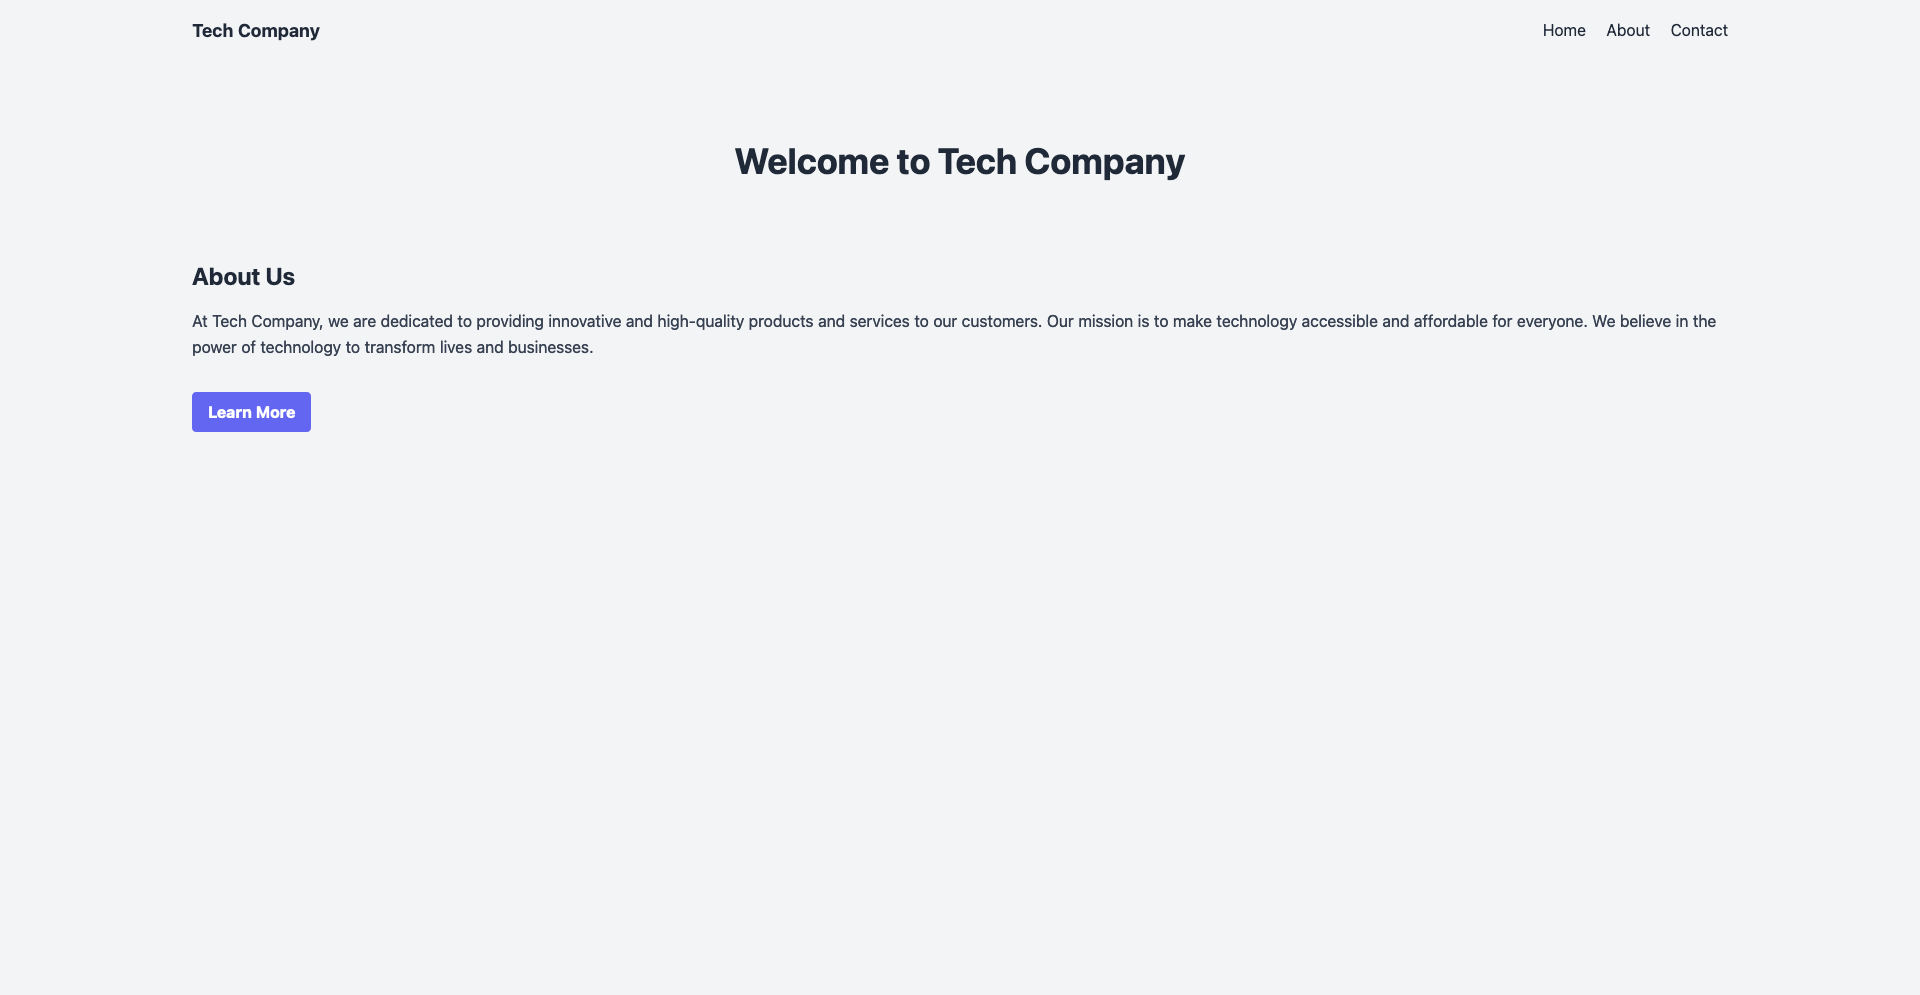 Tech Company
Home About Contact
Welcome to Tech Company
About Us
At Tech Company, we are dedicated to providing innovative and high-quality products and services to our customers. Our mission is to make technology accessible and affordable for everyone. We believe in the
power of technology to transform lives and businesses.
Learn More